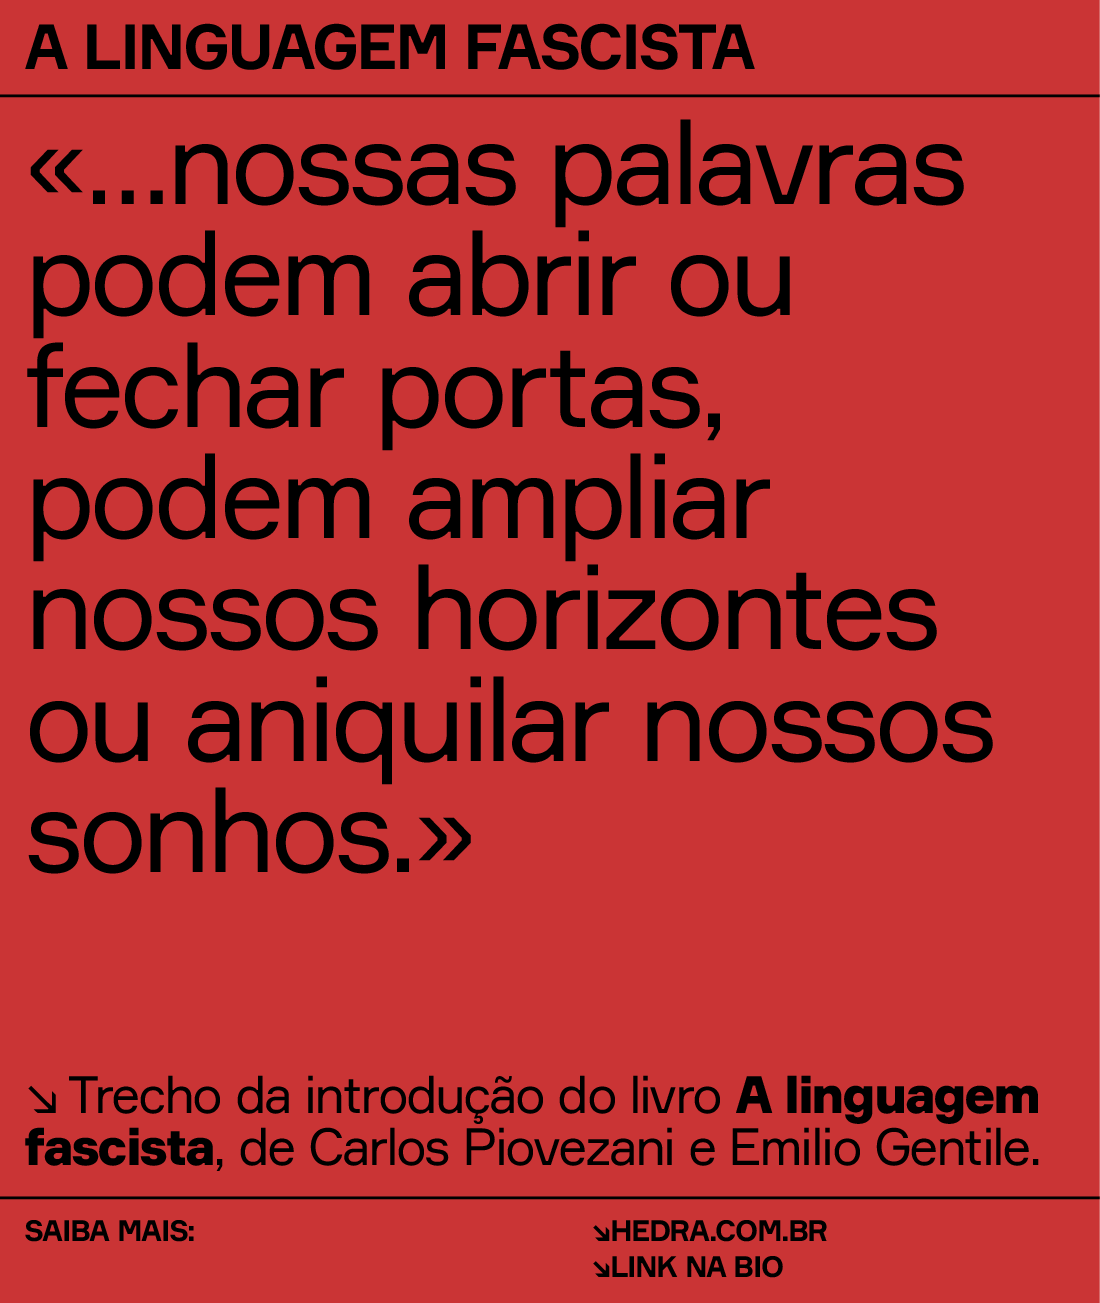 A LINGUAGEM FASCISTA
«...nossas palavras
podem abrir ou
fechar portas,
podem ampliar
nossos horizontes
ou aniquilar nossos
sonhos.»
↘ Trecho da introdução do livro A linguagem
fascista, de Carlos Piovezani e Emilio Gentile.
SAIBA MAIS:
↘HEDRA.COM.BR
↘LINK NA BIO